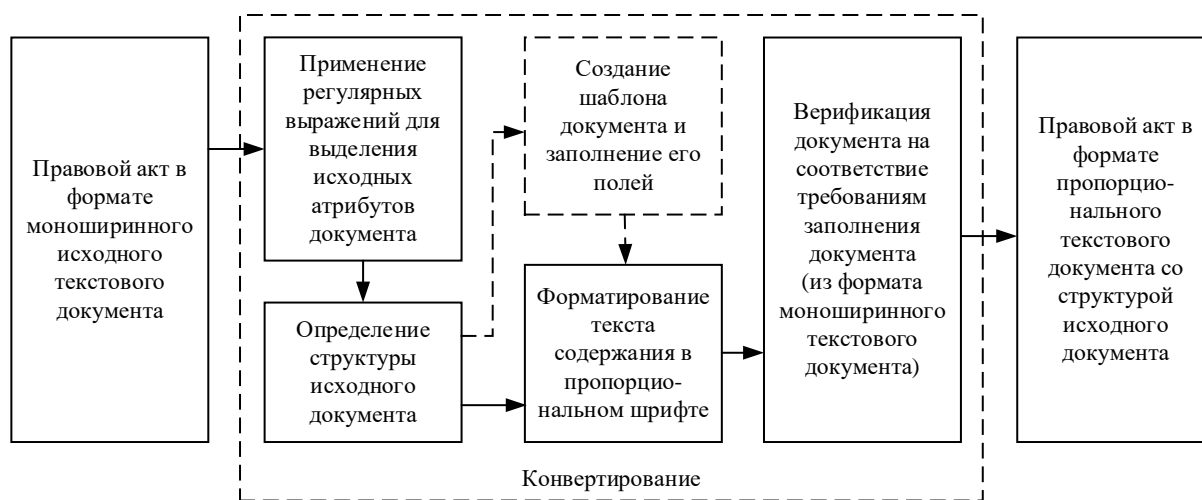 Правовой акт в
формате
моноширинного
исходного
текстового
документа
Применение
регулярных
выражений для
выделения
исходных
атрибутов
документа
Определение
структуры
исходного
документа
Создание
шаблона
документа и
заполнение его
полей
Форматирование
текста
содержания в
пропорцио-
нальном шрифте
Верификация
документа на
соответствие
требованиям
заполнения
документа
(из формата
моноширинного
текстового
документа)
Правовой акт в
формате
пропорцио-
нального
текстового
документа со
структурой
исходного
документа
Конвертирование